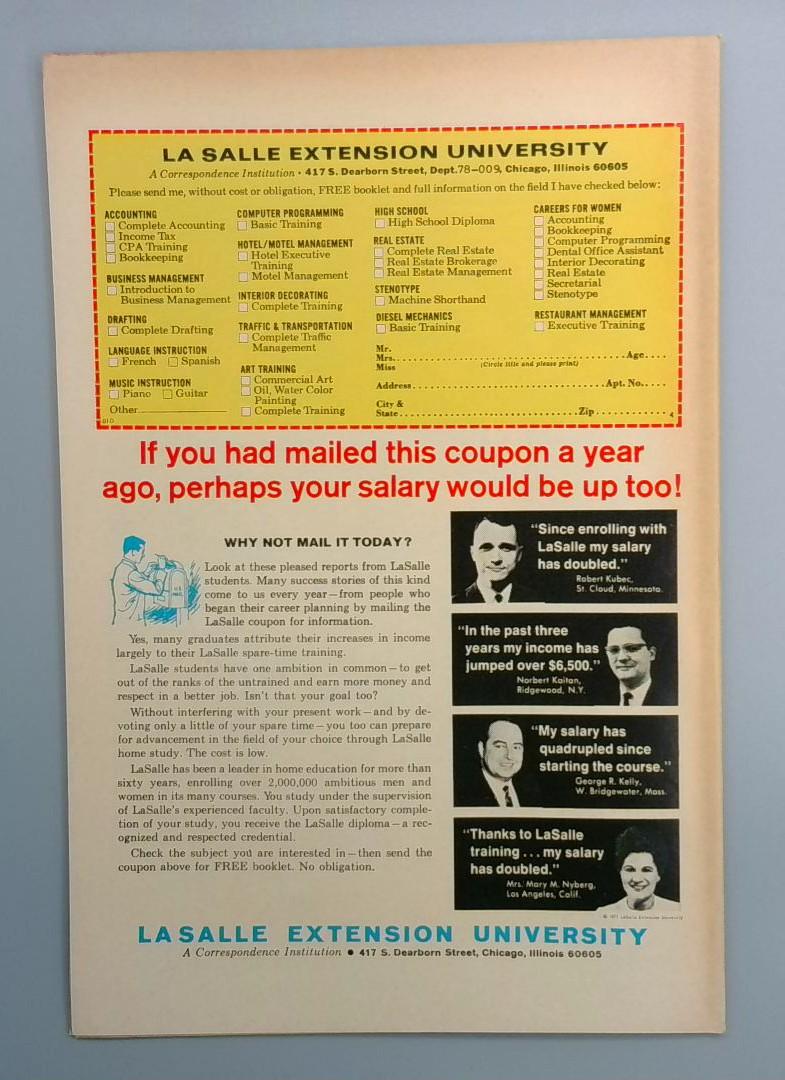 LA SALLE EXTENSION UNIVERSITY
A Correspondence Institution • 417 S. Dearborn Street, Dept. 78-009, Chicago, Illinois 60605
Please send me, without cost or obligation, FREE booklet and full information on the field I have checked below:
ACCOUNTING
Complete Accounting
Income Tax
CPA Training
Bookkeeping
BUSINESS MANAGEMENT
Introduction to
Business Management
DRAFTING
Complete Drafting
LANGUAGE INSTRUCTION
French Spanish
MUSIC INSTRUCTION
Piano Guitar
Other
010
COMPUTER PROGRAMMING
Basic Training
HOTEL/MOTEL MANAGEMENT
Hotel Executive
Training
Motel Management
INTERIOR DECORATING
Complete Training
TRAFFIC & TRANSPORTATION
Complete Traffic
Management
ART TRAINING
Commercial Art
Oil, Water Color
Painting
Complete Training
HIGH SCHOOL
High School Diploma
REAL ESTATE
Complete Real Estate
Real Estate Brokerage
Real Estate Management
STENOTYPE
Machine Shorthand
DIESEL MECHANICS
Basic Training
CAREERS FOR WOMEN
Accounting
Bookkeeping
Computer Programming
Dental Office Assistant
Interior Decorating
Real Estate
Secretarial
Stenotype
RESTAURANT MANAGEMENT
Executive Training
Mr.
Mrs. Age
Miss (Circle title and please print)
Address Apt. No.
City &
State Zip 4
If you had mailed this coupon a year
ago, perhaps your salary would be up too!
WHY NOT MAIL IT TODAY?
Look at these pleased reports from LaSalle
students. Many success stories of this kind
come to us every year—from people who
began their career planning by mailing the
LaSalle coupon for information.
Yes, many graduates attribute their increases in income
largely to their LaSalle spare-time training.
LaSalle students have one ambition in common—to get
out of the ranks of the untrained and earn more money and
respect in a better job. Isn't that your goal too?
Without interfering with your present work—and by de-
voting only a little of your spare time—you too can prepare
for advancement in the field of your choice through LaSalle
home study. The cost is low.
LaSalle has been a leader in home education for more than
sixty years, enrolling over 2,000,000 ambitious men and
women in its many courses. You study under the supervision
of LaSalle's experienced faculty. Upon satisfactory comple-
tion of your study, you receive the LaSalle diploma—a rec-
ognized and respected credential.
Check the subject you are interested in—then send the
coupon above for FREE booklet. No obligation.
U.S.
MAIL
"Since enrolling with
LaSalle my salary
has doubled."
Robert Kubec,
St. Cloud, Minnesota.
"In the past three
years my income has
jumped over $6,500."
Norbert Kaitan,
Ridgewood, N.Y.
"My salary has
quadrupled since
starting the course."
George R. Kelly,
W. Bridgewater, Mass.
"Thanks to LaSalle
training...my salary
has doubled."
Mrs. Mary M. Nyberg,
Los Angeles, Calif.
© 1971 LaSalle Extension University
LA SALLE EXTENSION UNIVERSITY
A Correspondence Institution • 417 S. Dearborn Street, Chicago, Illinois 60605